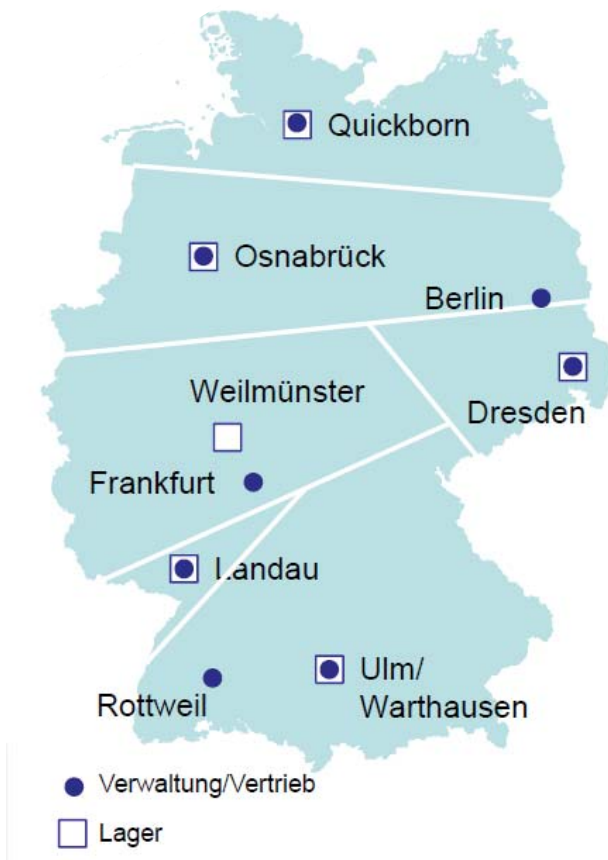 Quickborn
Osnabrück
Berlin
Weilmünster
Dresden
Frankfurt
Landau
Ulm/
Warthausen
Rottweil
Verwaltung/Vertrieb
Lager